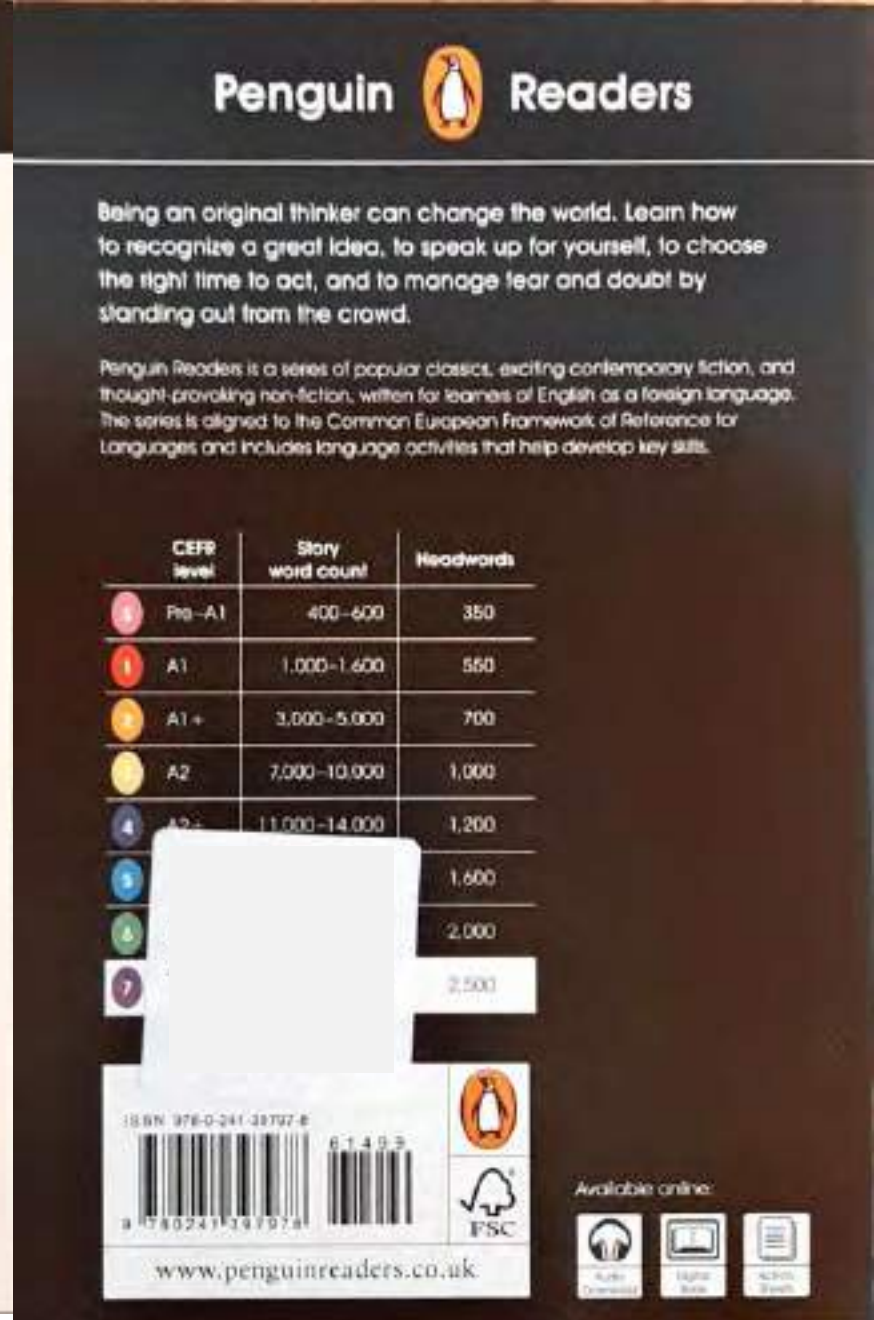 Penguin Readers
Being an original thinker can change the world. Learn how
to recognize a great idea, to speak up for yourself, to choose
the right time to act, and to manage fear and doubt by
standing out from the crowd.
Penguin Readers is a series of popular classics, exciting contemporary fiction, and
thought-provoking non-fiction, written for learners of English as a foreign language.
The series is aligned to the Common European Framework of Reference for
Languages and includes language activities that help develop key skills.
CEFR level Story word count Headwords
Pre-A1 400–600 350
1 A1 1,000–1,600 550
2 A1+ 3,000–5,000 700
A2 7,000–10,000 1,000
4 A2+ 11,000–14,000 1,200
5 1,600
6 2,000
7 2,500
ISBN 978-0-241-39797-8
61499
9 780241 397978
FSC
www.penguinreaders.co.uk
Available online:
Audio Download
Digital Book